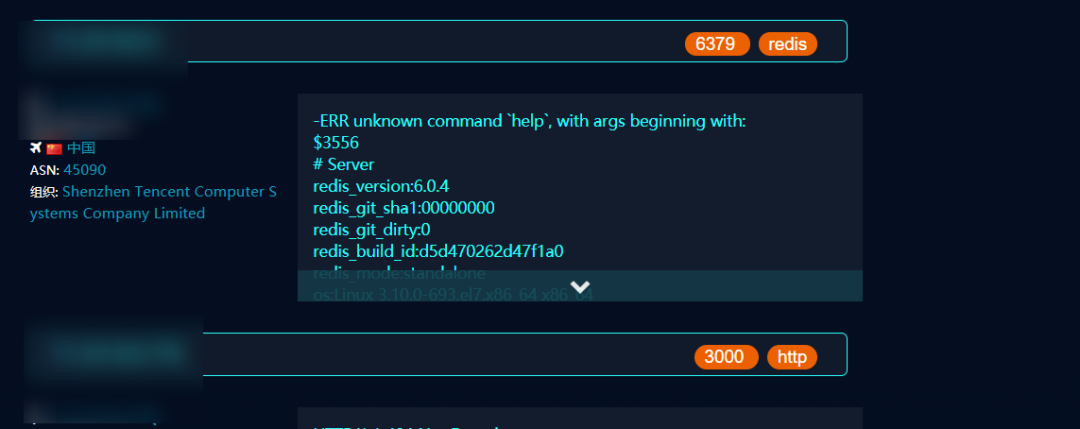 6379 redis
中国
ASN: 45090
组织: Shenzhen Tencent Computer S
ystems Company Limited
-ERR unknown command `help`, with args beginning with:
$3556
# Server
redis_version:6.0.4
redis_git_sha1:00000000
redis_git_dirty:0
redis_build_id:d5d470262d47f1a0
redis_mode:standalone
os:Linux 3.10.0-693.el7.x86_64 x86_64
3000 http